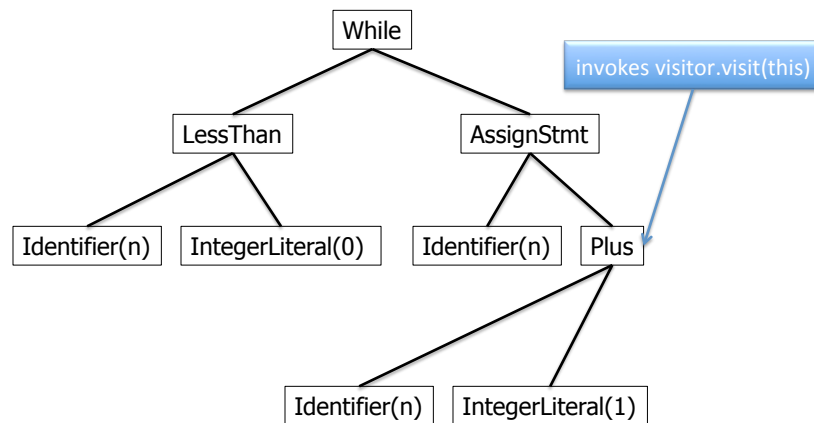 While
invokes visitor.visit(this)
LessThan
AssignStmt
Identifier(n)
IntegerLiteral(0)
Identifier(n)
Plus
Identifier(n)
IntegerLiteral(1)